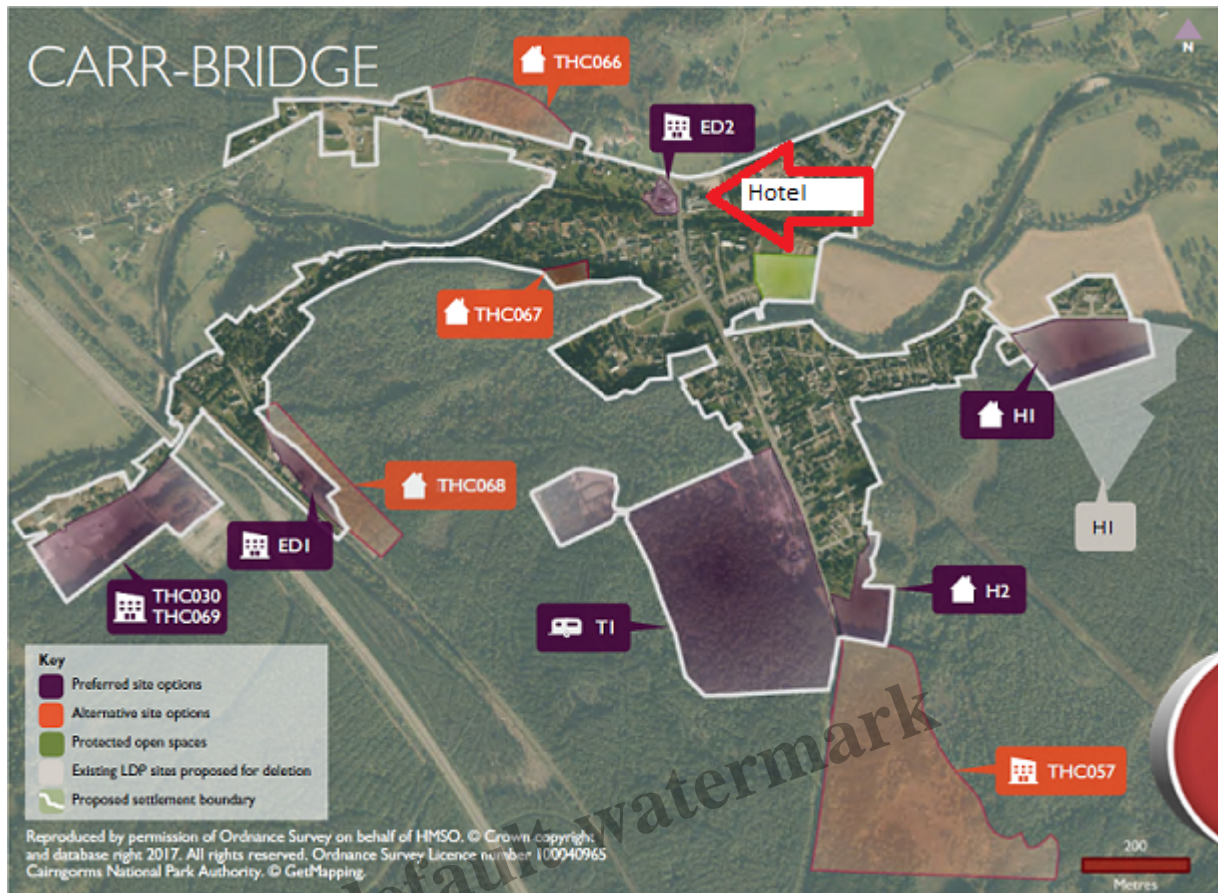 CARR-BRIDGE
THC066
N
ED2
Hotel
THC067
H1
THC068
H1
ED1
THC030
THC069
H2
T1
Key
Preferred site options
Alternative site options
Protected open spaces
Existing LDP sites proposed for deletion
Proposed settlement boundary
THC057
Reproduced by permission of Ordnance Survey on behalf of HMSO. © Crown copyright
and database right 2017. All rights reserved. Ordnance Survey Licence number 100040965
Cairngorms National Park Authority. © GetMapping.
200
Metres
default watermark